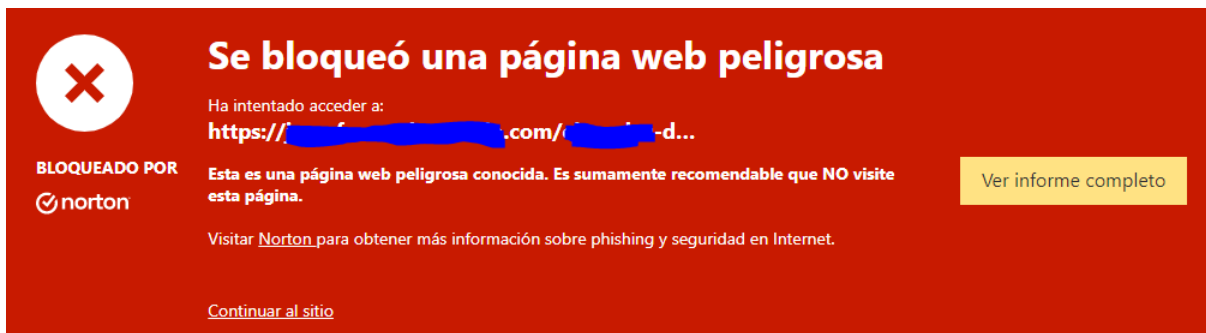 Se bloqueó una página web peligrosa
Ha intentado acceder a:
https:// .com/ -d...
BLOQUEADO POR
norton
Esta es una página web peligrosa conocida. Es sumamente recomendable que NO visite
esta página.
Ver informe completo
Visitar Norton para obtener más información sobre phishing y seguridad en Internet.
Continuar al sitio